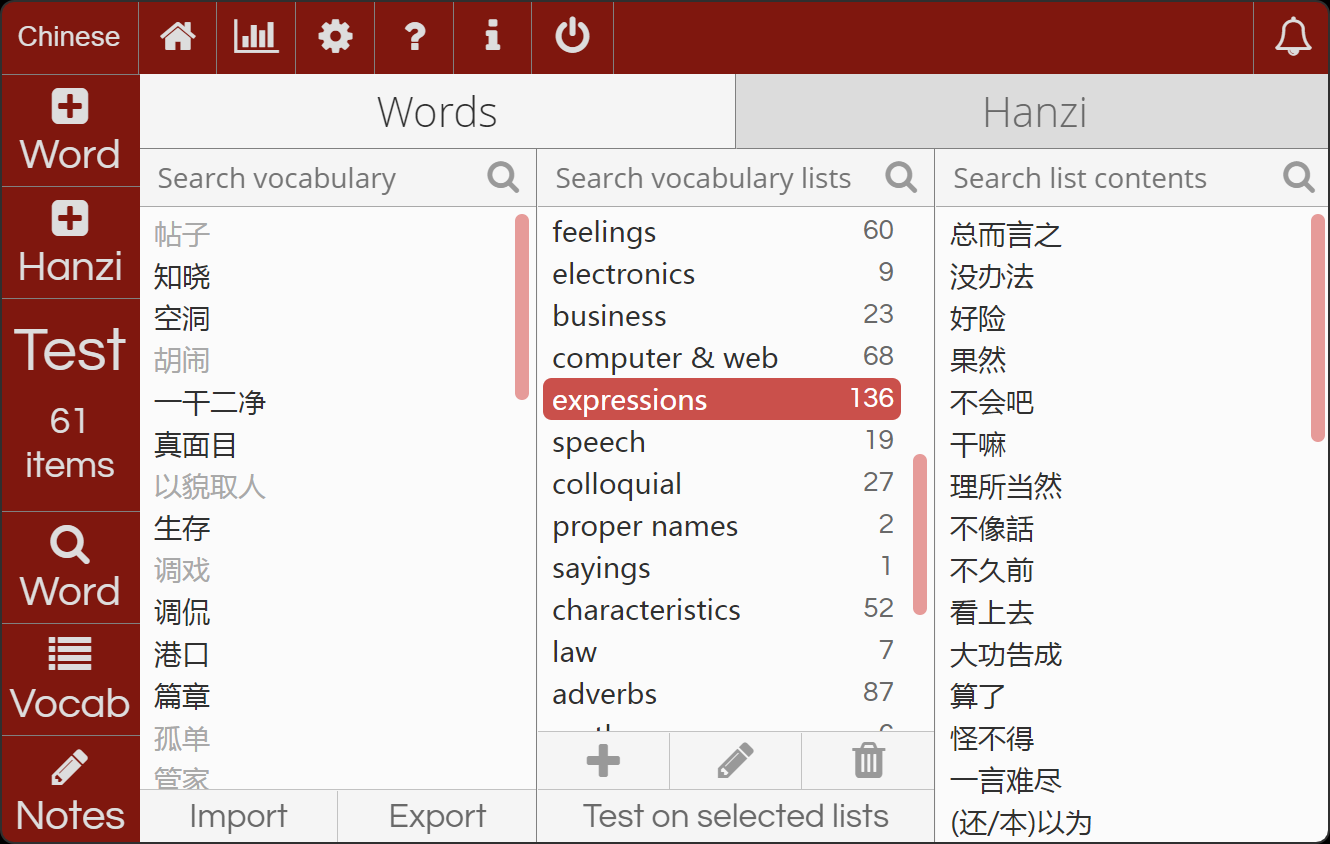 Chinese
Word
Hanzi
Test
61
items
Word
Vocab
Notes
Words
Hanzi
Search vocabulary
帖子
知晓
空洞
胡闹
一干二净
真面目
以貌取人
生存
调戏
调侃
港口
篇章
孤单
管家
Import
Export
Search vocabulary lists
feelings 60
electronics 9
business 23
computer & web 68
expressions 136
speech 19
colloquial 27
proper names 2
sayings 1
characteristics 52
law 7
adverbs 87
Test on selected lists
Search list contents
总而言之
没办法
好险
果然
不会吧
干嘛
理所当然
不像話
不久前
看上去
大功告成
算了
怪不得
一言难尽
(还/本)以为